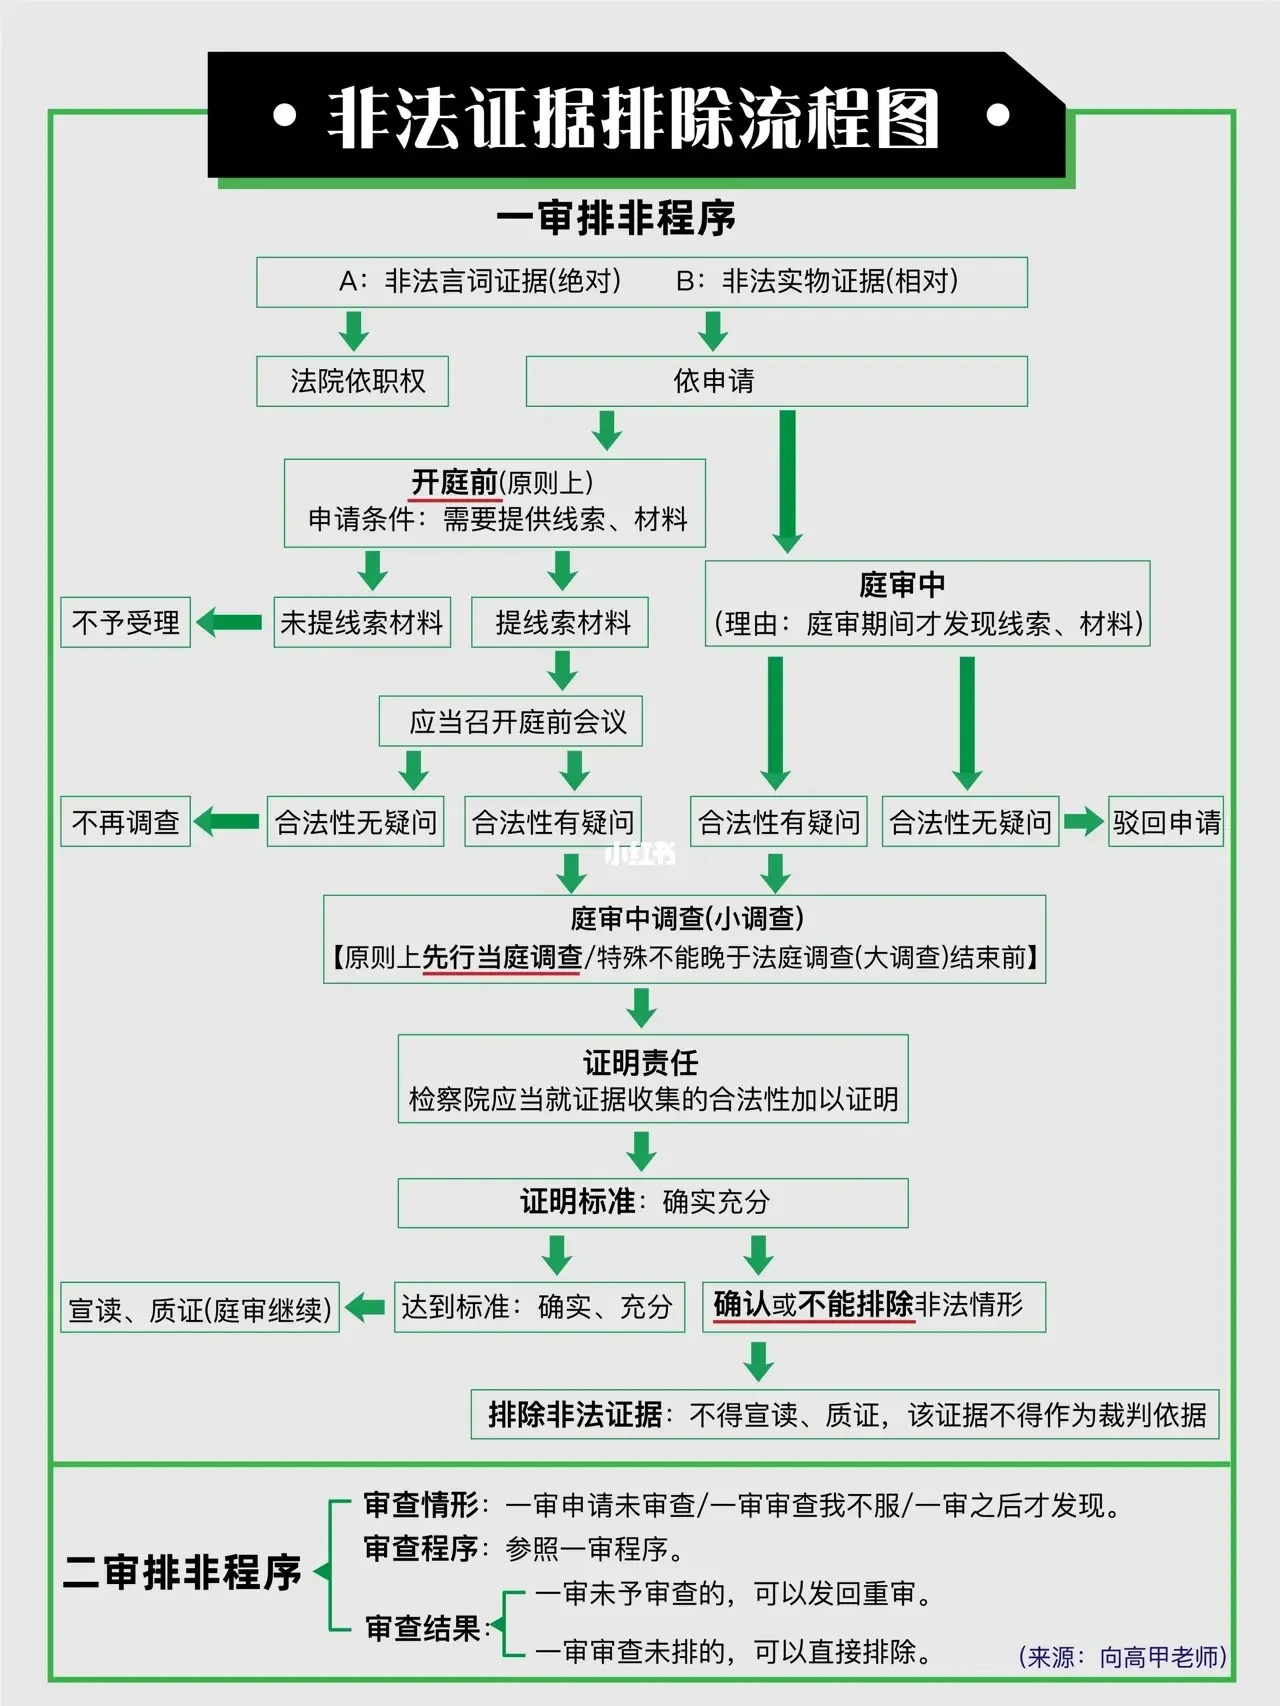 非法证据排除流程图
一审排非程序
A：非法言词证据(绝对) B：非法实物证据(相对)
法院依职权
依申请
开庭前(原则上)
申请条件：需要提供线索、材料
庭审中
(理由：庭审期间才发现线索、材料)
不予受理
未提线索材料
提线索材料
应当召开庭前会议
不再调查
合法性无疑问
合法性有疑问
合法性有疑问
合法性无疑问
驳回申请
小红书
庭审中调查(小调查)
【原则上先行当庭调查/特殊不能晚于法庭调查(大调查)结束前】
证明责任
检察院应当就证据收集的合法性加以证明
证明标准：确实充分
宣读、质证(庭审继续)
达到标准：确实、充分
确认或不能排除非法情形
排除非法证据：不得宣读、质证，该证据不得作为裁判依据
二审排非程序
审查情形：一审申请未审查/一审审查我不服/一审之后才发现。
审查程序：参照一审程序。
审查结果：
一审未予审查的，可以发回重审。
一审审查未排的，可以直接排除。
(来源：向高甲老师)